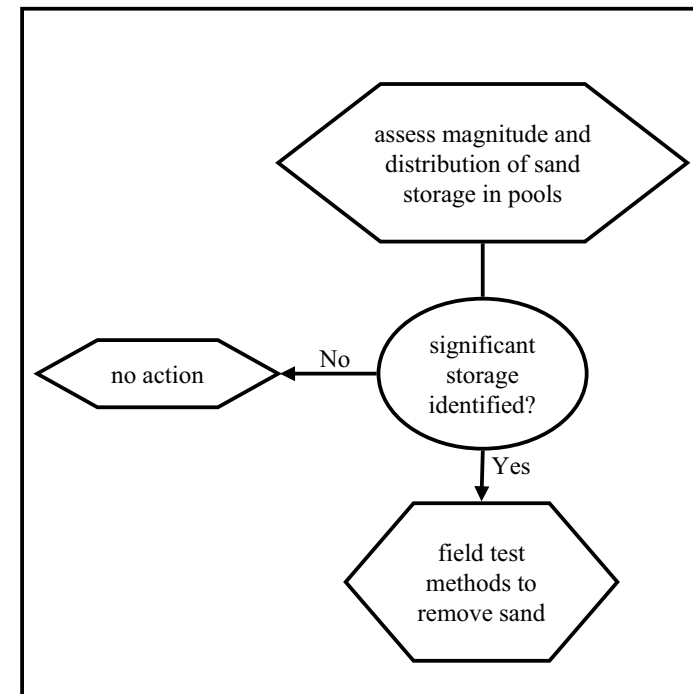 assess magnitude and
distribution of sand
storage in pools
significant
storage
identified?
No
no action
Yes
field test
methods to
remove sand